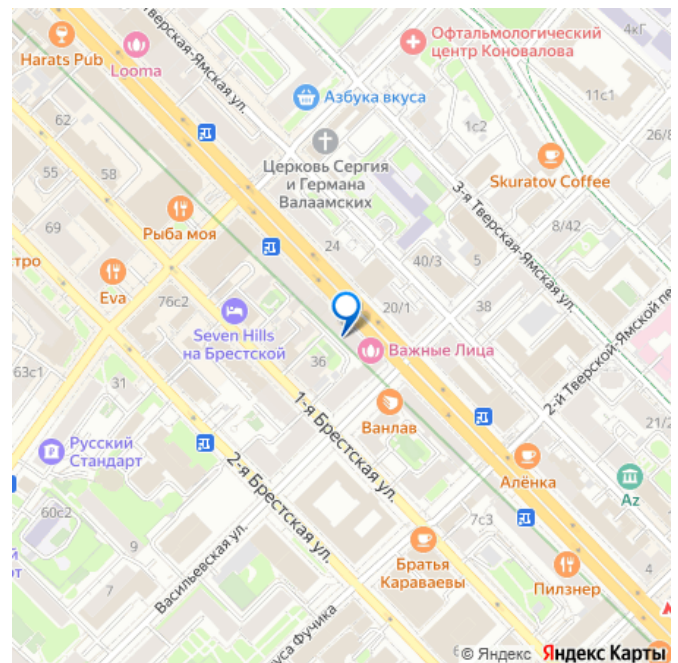 Офтальмологический
центр Коновалова
4кГ
Harats Pub
Looma
Тверская-Ямская ул.
Азбука вкуса
11с1
62
1с2
26/8
Церковь Сергия
и Германа
Валаамских
Skuratov Coffee
55
58
3-я Тверская-Ямская ул.
Рыба моя
69
24
8/42
тро
40/3
5
Eva
76с2
20/1
38
Seven Hills
на Брестской
Важные Лица
2-й Тверской-Ямской пе
63с1
36
31
1-я Брестская ул.
Ванлав
21/2
Русский
Стандарт
2-я Брестская ул.
Алёнка
Az
60с2
7с3
9
Васильевская ул.
Братья
Караваевы
Пилзнер
4
7
т
уса Фучика
6
© Яндекс Яндекс Карты